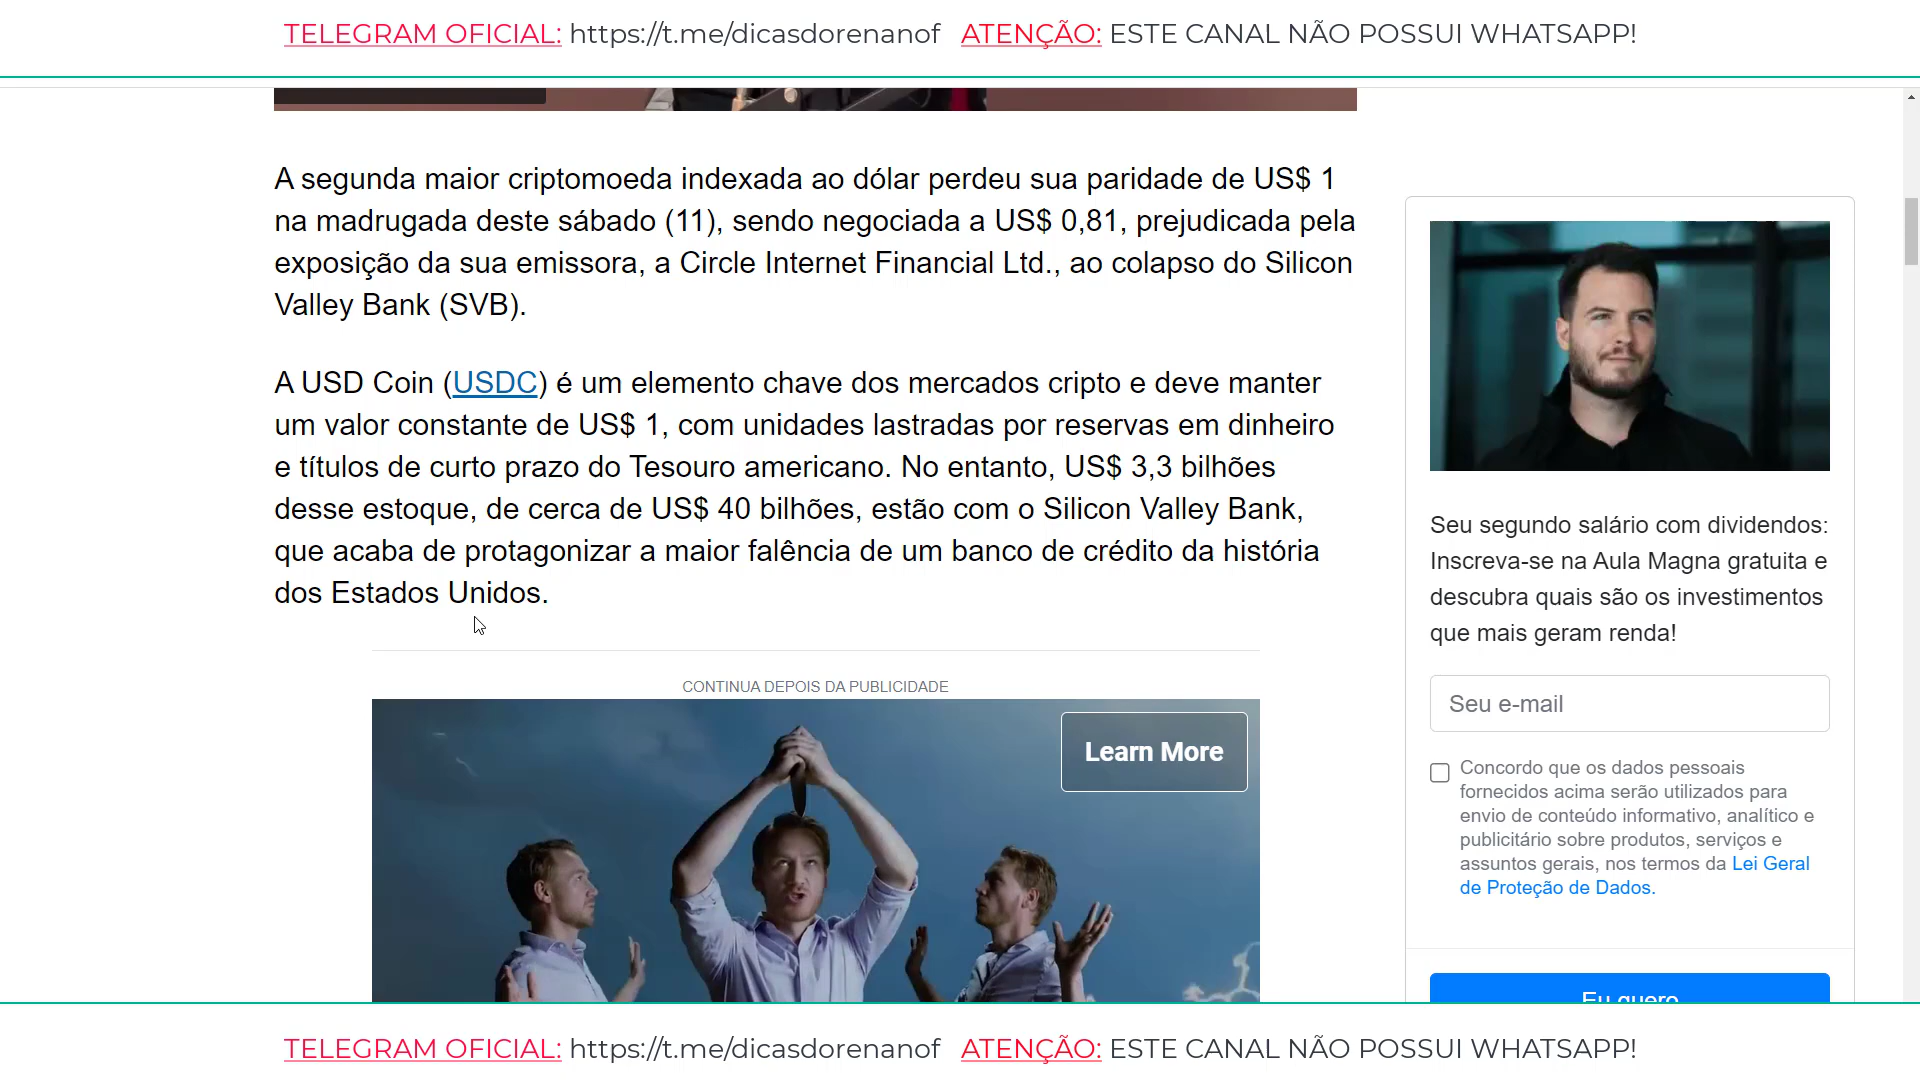 TELEGRAM OFICIAL: https://t.me/dicasdorenanof ATENÇÃO: ESTE CANAL NÃO POSSUI WHATSAPP!
A segunda maior criptomoeda indexada ao dólar perdeu sua paridade de US$ 1
na madrugada deste sábado (11), sendo negociada a US$ 0,81, prejudicada pela
exposição da sua emissora, a Circle Internet Financial Ltd., ao colapso do Silicon
Valley Bank (SVB).
A USD Coin (USDC) é um elemento chave dos mercados cripto e deve manter
um valor constante de US$ 1, com unidades lastradas por reservas em dinheiro
e títulos de curto prazo do Tesouro americano. No entanto, US$ 3,3 bilhões
desse estoque, de cerca de US$ 40 bilhões, estão com o Silicon Valley Bank,
que acaba de protagonizar a maior falência de um banco de crédito da história
dos Estados Unidos.
CONTINUA DEPOIS DA PUBLICIDADE
Learn More
Seu segundo salário com dividendos:
Inscreva-se na Aula Magna gratuita e
descubra quais são os investimentos
que mais geram renda!
Seu e-mail
Concordo que os dados pessoais
fornecidos acima serão utilizados para
envio de conteúdo informativo, analítico e
publicitário sobre produtos, serviços e
assuntos gerais, nos termos da Lei Geral
de Proteção de Dados.
Eu quero
TELEGRAM OFICIAL: https://t.me/dicasdorenanof ATENÇÃO: ESTE CANAL NÃO POSSUI WHATSAPP!